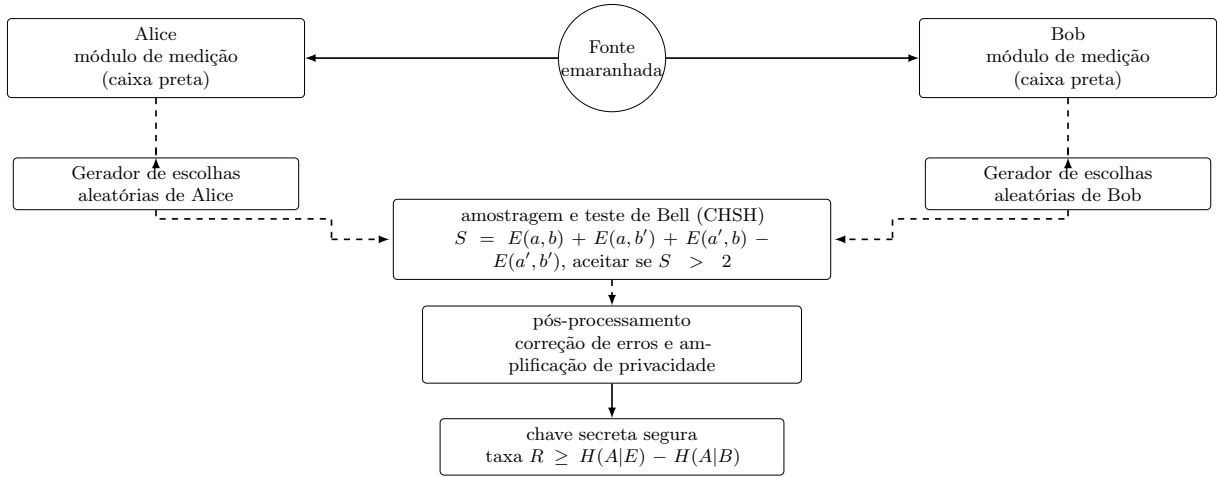 Alice
módulo de medição
(caixa preta)
Fonte
emaranhada
Bob
módulo de medição
(caixa preta)
Gerador de escolhas
aleatórias de Alice
Gerador de escolhas
aleatórias de Bob
amostragem e teste de Bell (CHSH)
S = E(a, b) + E(a, b′) + E(a′, b) −
E(a′, b′), aceitar se S > 2
pós-processamento
correção de erros e am-
plificação de privacidade
chave secreta segura
taxa R ≥ H(A|E) − H(A|B)